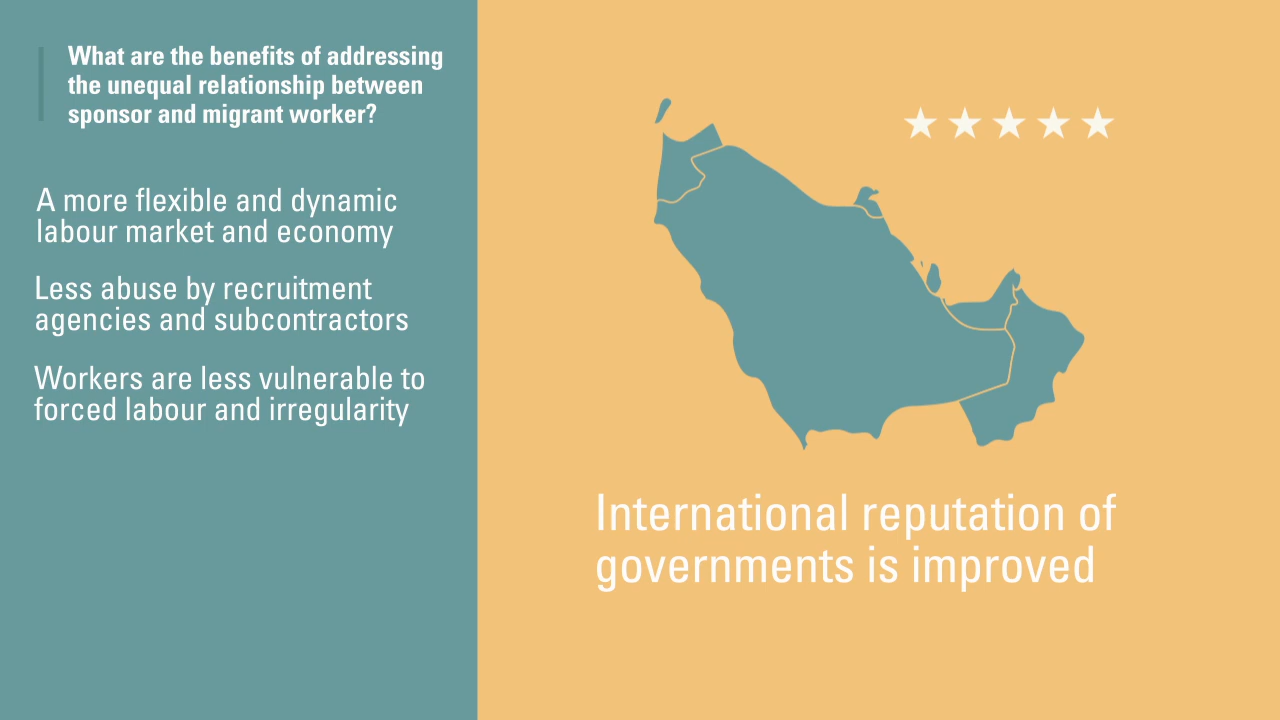 What are the benefits of addressing
the unequal relationship between
sponsor and migrant worker?
A more flexible and dynamic
labour market and economy
Less abuse by recruitment
agencies and subcontractors
Workers are less vulnerable to
forced labour and irregularity
International reputation of
governments is improved